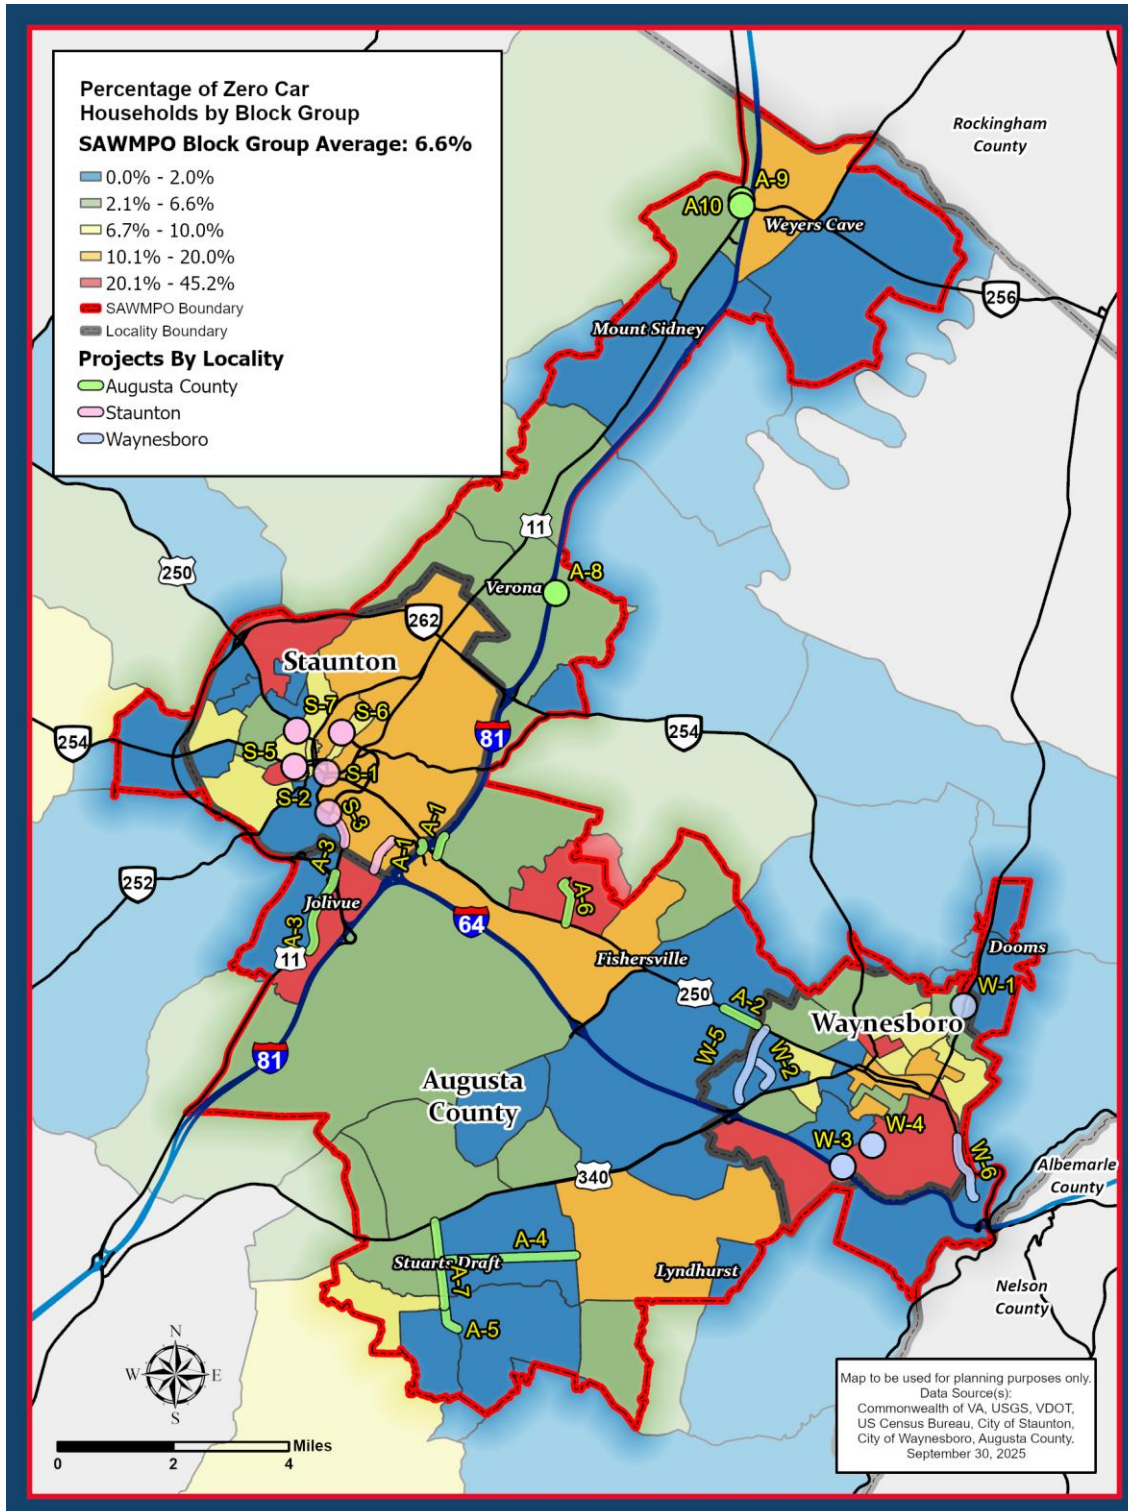 Percentage of Zero Car
Households by Block Group
SAWMPO Block Group Average: 6.6%
0.0% - 2.0%
2.1% - 6.6%
6.7% - 10.0%
10.1% - 20.0%
20.1% - 45.2%
SAWMPO Boundary
Locality Boundary
Projects By Locality
Augusta County
Staunton
Waynesboro
Rockingham
County
A-9
A10
Weyers Cave
256
Mount Sidney
11
250
Verona
A-8
262
Staunton
S-7
S-6
254
81
254
S-5
S-1
S-2
S-3
A-1
A-1
A-3
252
Jolivue
A-6
A-3
64
11
Fishersville
Dooms
250
A-2
W-1
Waynesboro
W-5
W-2
81
Augusta
County
W-4
W-3
W-6
340
Albemarle
County
A-4
Stuarts Draft
A-7
Lyndhurst
Nelson
County
A-5
N
W
E
S
Miles
0
2
4
Map to be used for planning purposes only.
Data Source(s):
Commonwealth of VA, USGS, VDOT,
US Census Bureau, City of Staunton,
City of Waynesboro, Augusta County.
September 30, 2025